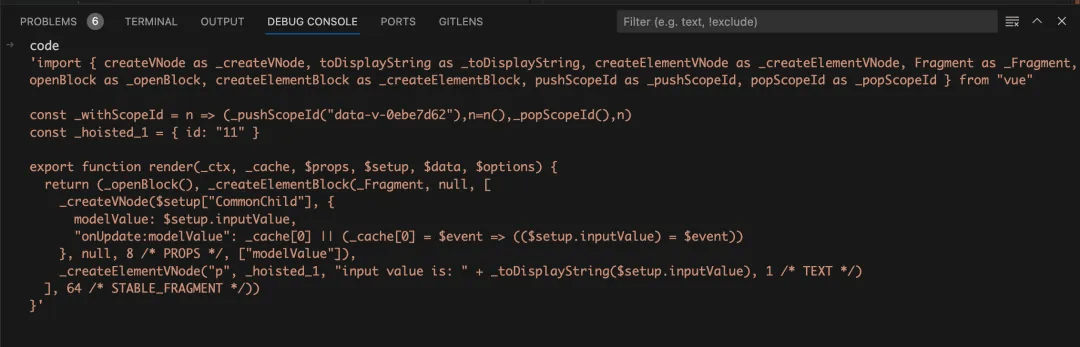 PROBLEMS 6 TERMINAL OUTPUT DEBUG CONSOLE PORTS GITLENS Filter (e.g. text, !exclude)
code
'import { createVNode as _createVNode, toDisplayString as _toDisplayString, createElementVNode as _createElementVNode, Fragment as _Fragment,
openBlock as _openBlock, createElementBlock as _createElementBlock, pushScopeId as _pushScopeId, popScopeId as _popScopeId } from "vue"
const _withScopeId = n => (_pushScopeId("data-v-0ebe7d62"),n=n(),_popScopeId(),n)
const _hoisted_1 = { id: "11" }
export function render(_ctx, _cache, $props, $setup, $data, $options) {
  return (_openBlock(), _createElementBlock(_Fragment, null, [
    _createVNode($setup["CommonChild"], {
      modelValue: $setup.inputValue,
      "onUpdate:modelValue": _cache[0] || (_cache[0] = $event => (($setup.inputValue) = $event))
    }, null, 8 /* PROPS */, ["modelValue"]),
    _createElementVNode("p", _hoisted_1, "input value is: " + _toDisplayString($setup.inputValue), 1 /* TEXT */)
  ], 64 /* STABLE_FRAGMENT */))
}'